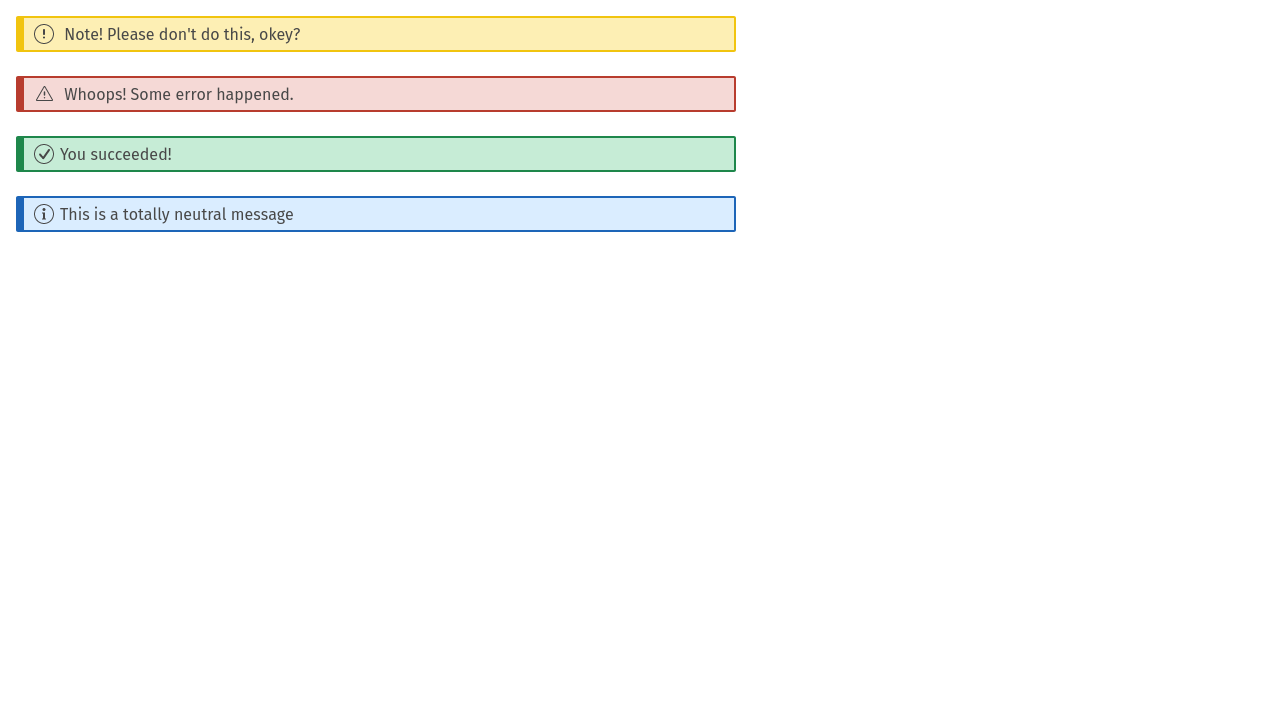 Note! Please don't do this, okey?
Whoops! Some error happened.
You succeeded!
This is a totally neutral message